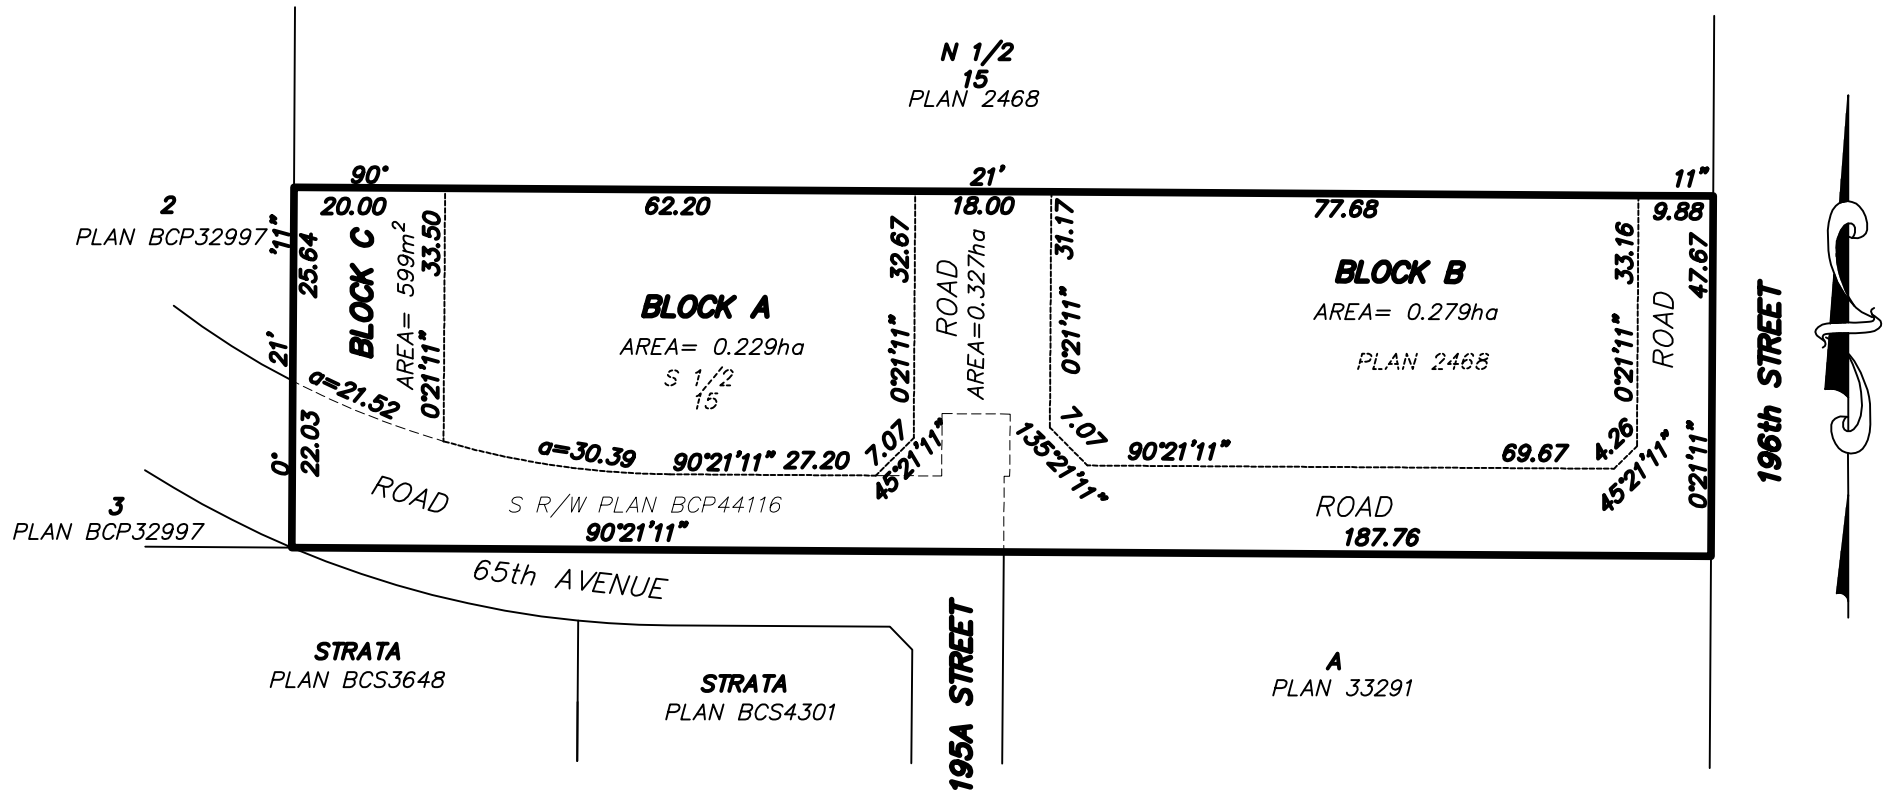 N 1/2
15
PLAN 2468
90°
21'
11"
20.00
62.20
18.00
77.68
9.88
2
PLAN BCP32997
0° 21' '11"
25.64
22.03
BLOCK C
AREA= 599m²
0°21'11" 33.50
a=21.52
BLOCK A
AREA= 0.229ha
S 1/2
15
0°21'11" 32.67
ROAD
AREA=0.327ha
0°21'11" 31.17
BLOCK B
AREA= 0.279ha
PLAN 2468
0°21'11" 33.16
ROAD
47.67
0°21'11"
196th STREET
a=30.39
90°21'11" 27.20
7.07
45°21'11"
7.07
135°21'11"
90°21'11"
69.67
4.26
45°21'11"
ROAD
S R/W PLAN BCP44116
ROAD
90°21'11"
187.76
3
PLAN BCP32997
65th AVENUE
STRATA
PLAN BCS3648
STRATA
PLAN BCS4301
195A STREET
A
PLAN 33291